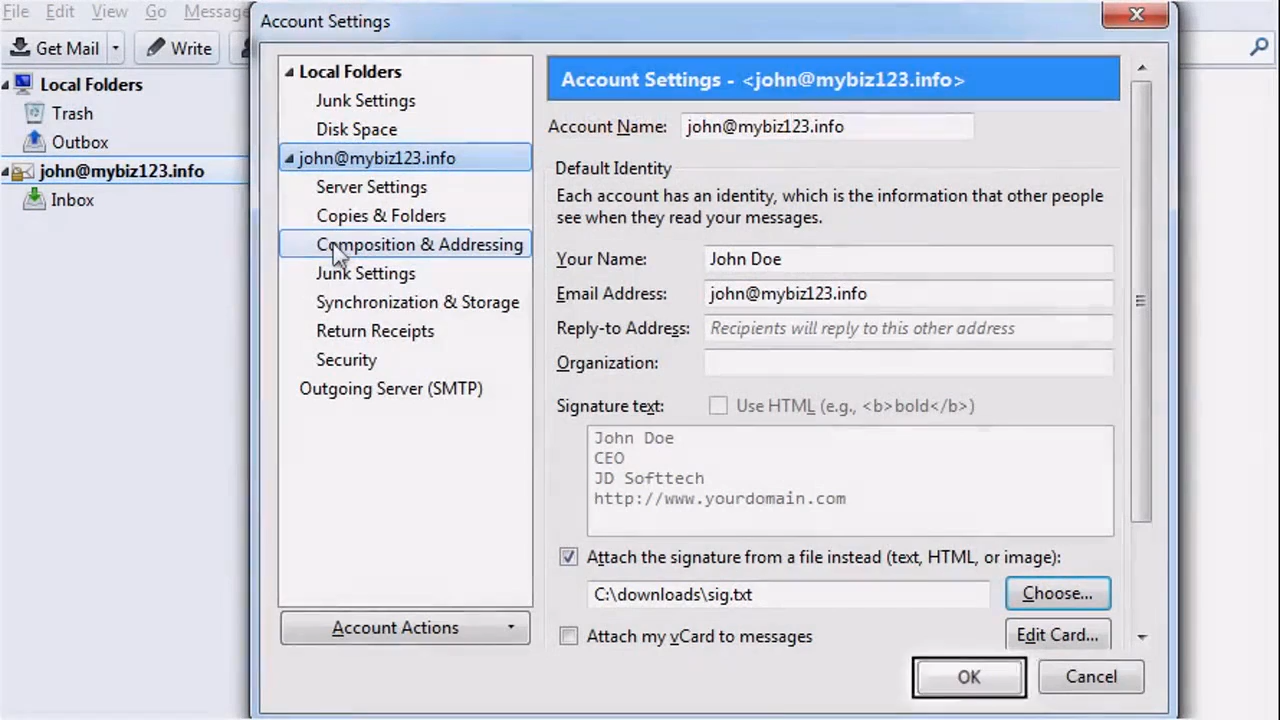 File Edit View Go Message
Account Settings
Get Mail
Write
Local Folders
Trash
Outbox
john@mybiz123.info
Inbox
Local Folders
Junk Settings
Disk Space
john@mybiz123.info
Server Settings
Copies & Folders
Composition & Addressing
Junk Settings
Synchronization & Storage
Return Receipts
Security
Outgoing Server (SMTP)
Account Actions
Account Settings - <john@mybiz123.info>
Account Name: john@mybiz123.info
Default Identity
Each account has an identity, which is the information that other people
see when they read your messages.
Your Name: John Doe
Email Address: john@mybiz123.info
Reply-to Address: Recipients will reply to this other address
Organization:
Signature text: Use HTML (e.g., <b>bold</b>)
John Doe
CEO
JD Softtech
http://www.yourdomain.com
Attach the signature from a file instead (text, HTML, or image):
C:\downloads\sig.txt Choose...
Attach my vCard to messages Edit Card...
OK Cancel